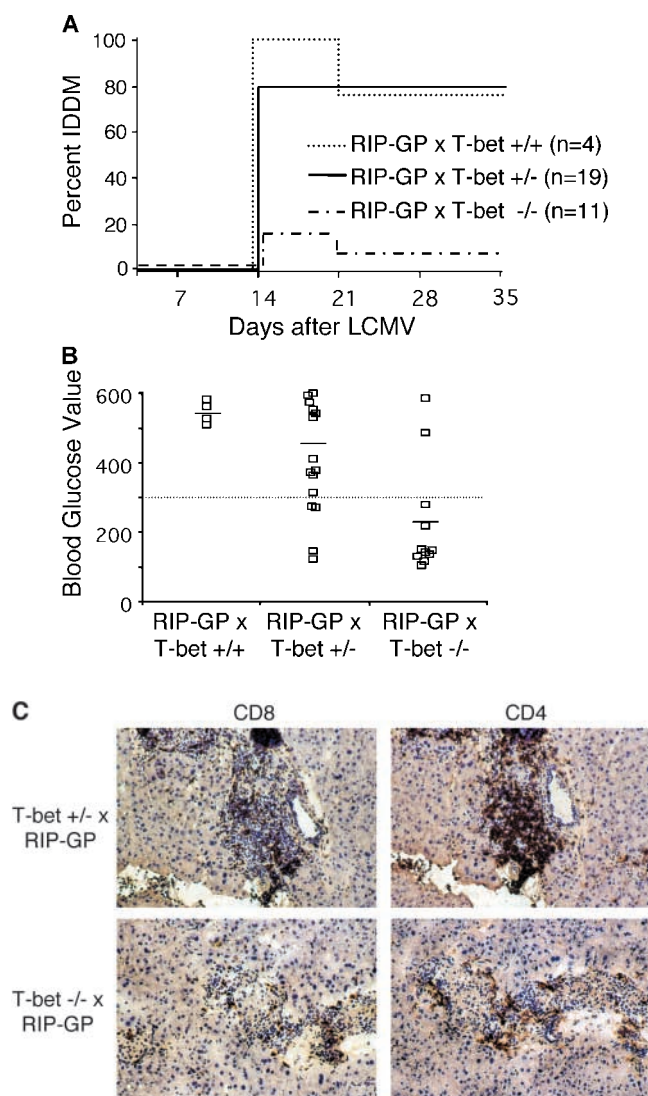 A
100
80
60
40
20
0
Percent IDDM
RIP-GP x T-bet +/+ (n=4)
RIP-GP x T-bet +/- (n=19)
RIP-GP x T-bet -/- (n=11)
7 14 21 28 35
Days after LCMV
B
600
400
200
0
Blood Glucose Value
RIP-GP x RIP-GP x RIP-GP x
T-bet +/+ T-bet +/- T-bet -/-
C CD8 CD4
T-bet +/- x
RIP-GP
T-bet -/- x
RIP-GP